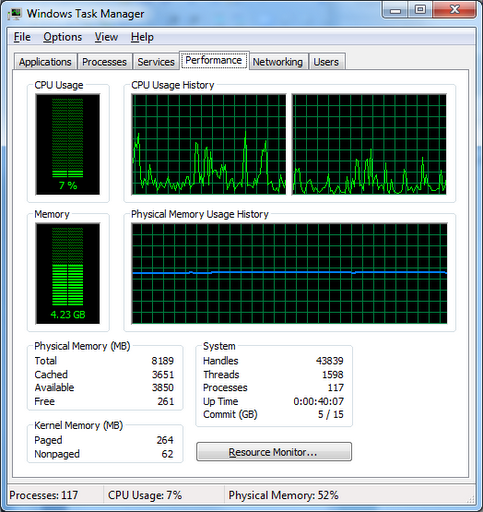 Windows Task Manager
File Options View Help
Applications Processes Services Performance Networking Users
CPU Usage
CPU Usage History
7 %
Memory
Physical Memory Usage History
4.23 GB
Physical Memory (MB)
Total 8189
Cached 3651
Available 3850
Free 261
System
Handles 43839
Threads 1598
Processes 117
Up Time 0:00:40:07
Commit (GB) 5 / 15
Kernel Memory (MB)
Paged 264
Nonpaged 62
Resource Monitor...
Processes: 117 CPU Usage: 7% Physical Memory: 52%